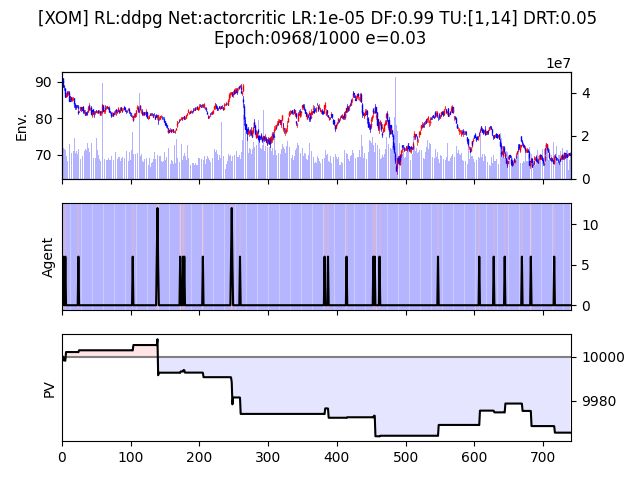 [XOM] RL:ddpg Net:actorcritic LR:1e-05 DF:0.99 TU:[1,14] DRT:0.05
Epoch:0968/1000 e=0.03
1e7
Env.
90
80
70
4
2
0
Agent
10
5
0
PV
10000
9980
0 100 200 300 400 500 600 700